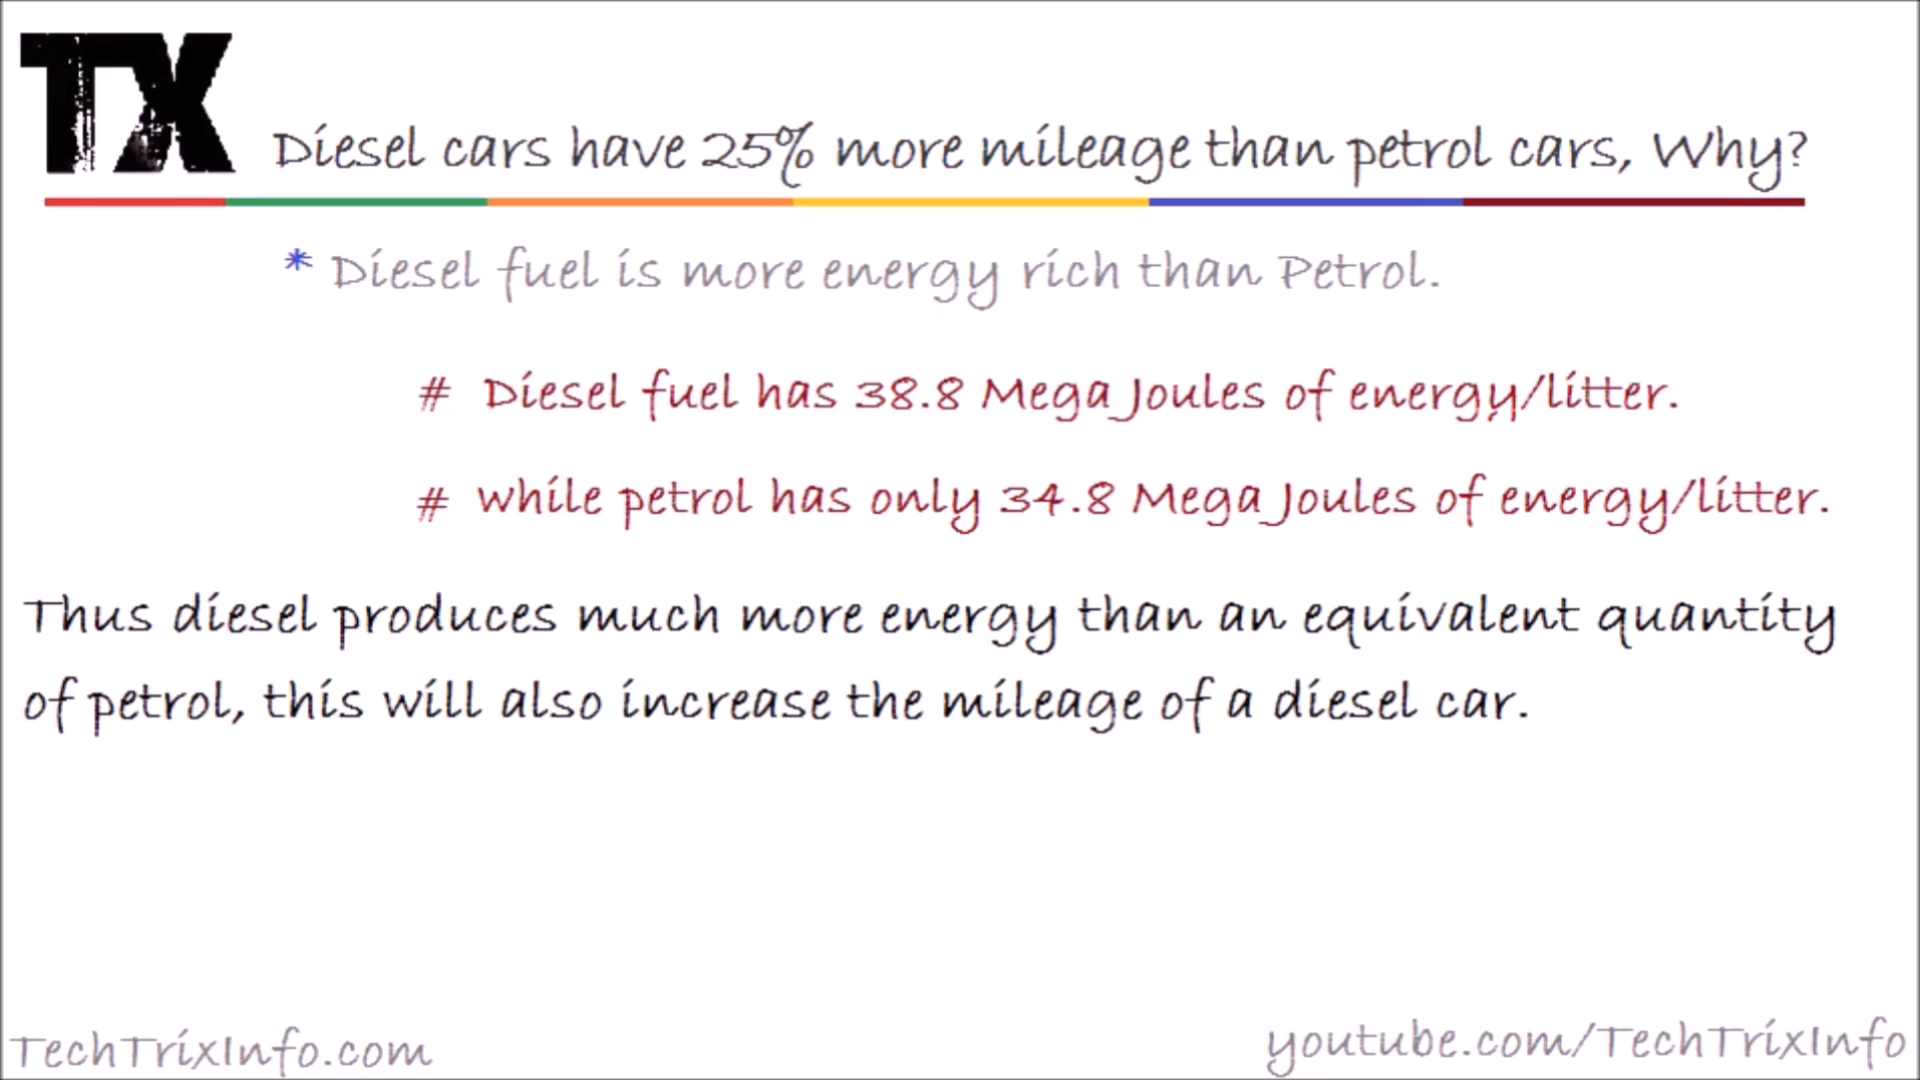 TX
Diesel cars have 25% more mileage than petrol cars, Why?
* Diesel fuel is more energy rich than Petrol.
# Diesel fuel has 38.8 Mega Joules of energy/litter.
# while petrol has only 34.8 Mega Joules of energy/litter.
Thus diesel produces much more energy than an equivalent quantity
of petrol, this will also increase the mileage of a diesel car.
TechTrixInfo.com
youtube.com/TechTrixInfo